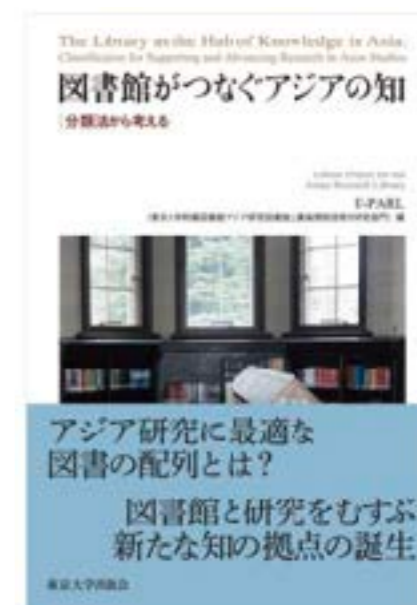 The Library as the Hub of Knowledge in Asia.
Classification for Supporting and Advancing Research in Asian Studies
図書館がつなぐアジアの知
分類法から考える
Asian Research Library
U-PARL
編
アジア研究に最適な
図書の配列とは？
図書館と研究をむすぶ
新たな知の拠点の誕生
東京大学出版会